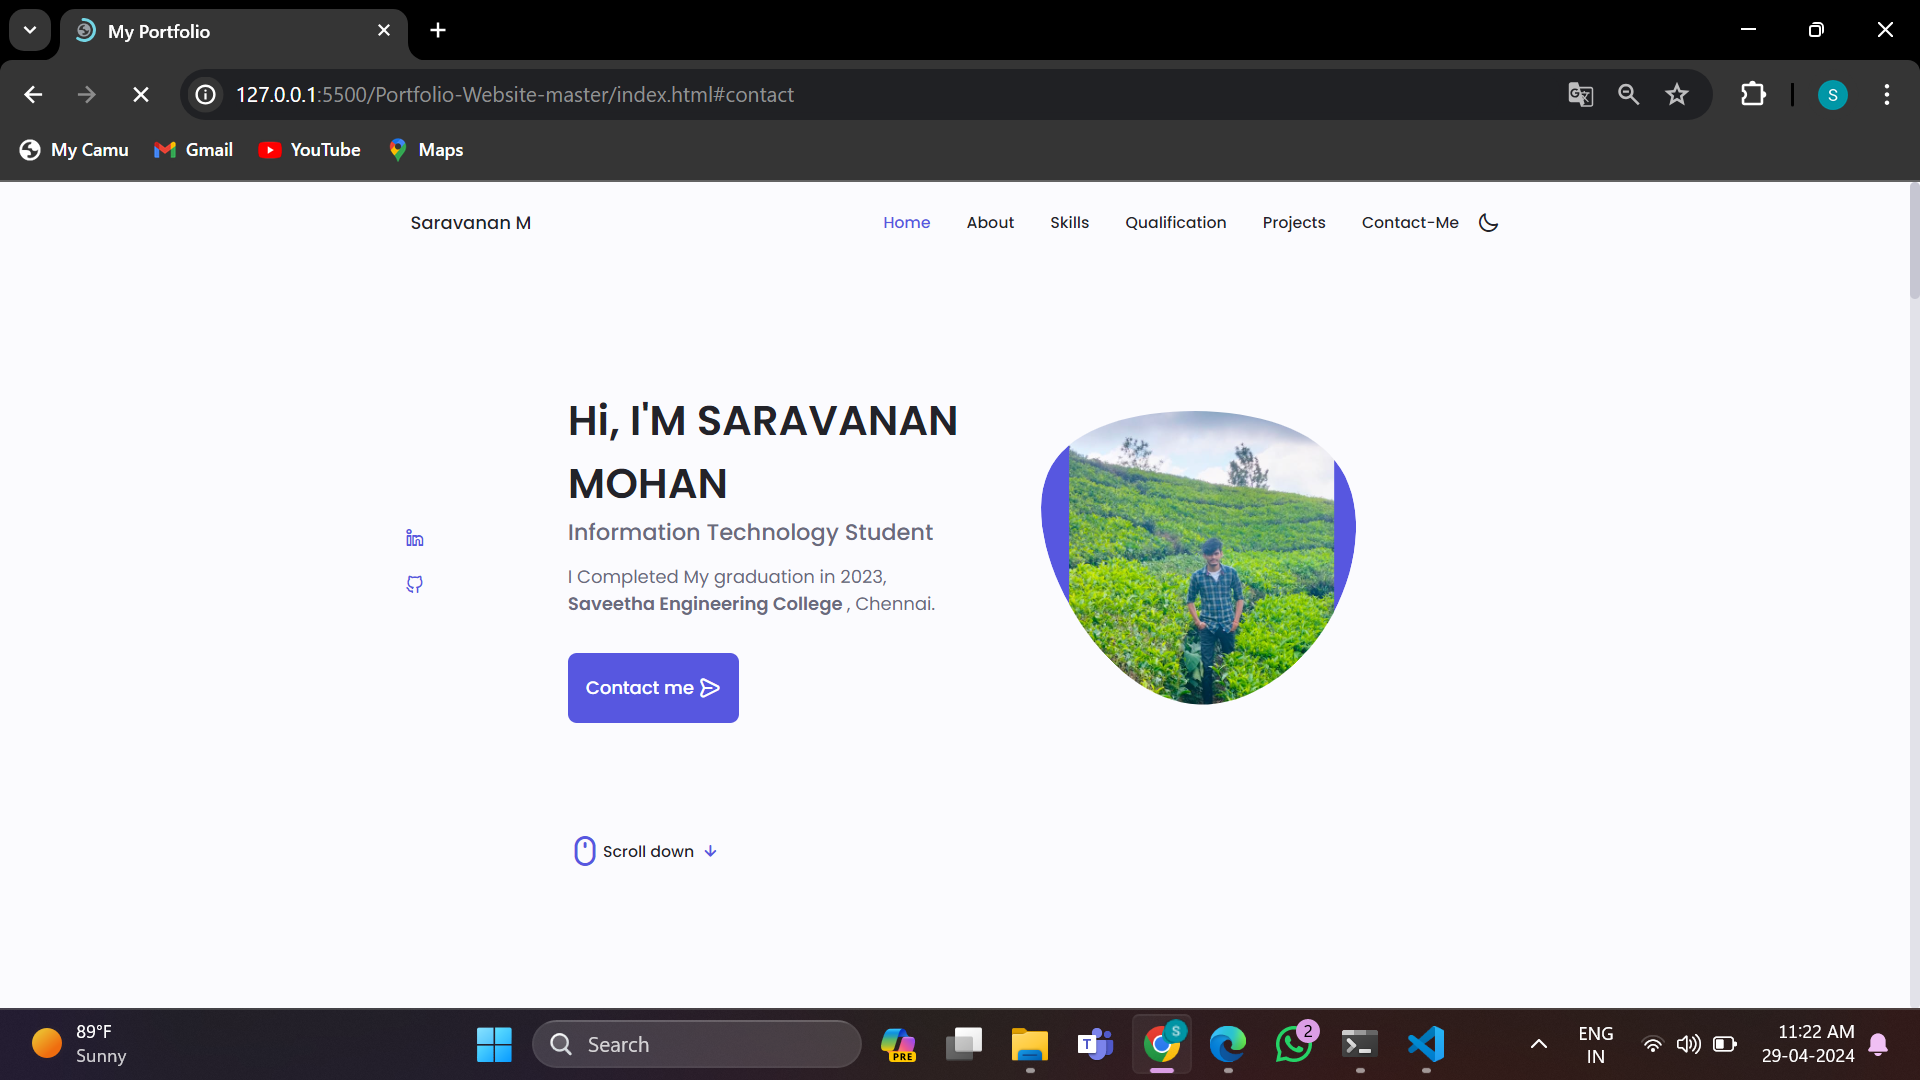 My Portfolio
127.0.0.1:5500/Portfolio-Website-master/index.html#contact
S
My Camu
Gmail
YouTube
Maps
Saravanan M
Home
About
Skills
Qualification
Projects
Contact-Me
Hi, I'M SARAVANAN
MOHAN
Information Technology Student
I Completed My graduation in 2023,
Saveetha Engineering College , Chennai.
Contact me
Scroll down
89°F
Sunny
Search
PRE
T
S
2
ENG
IN
11:22 AM
29-04-2024